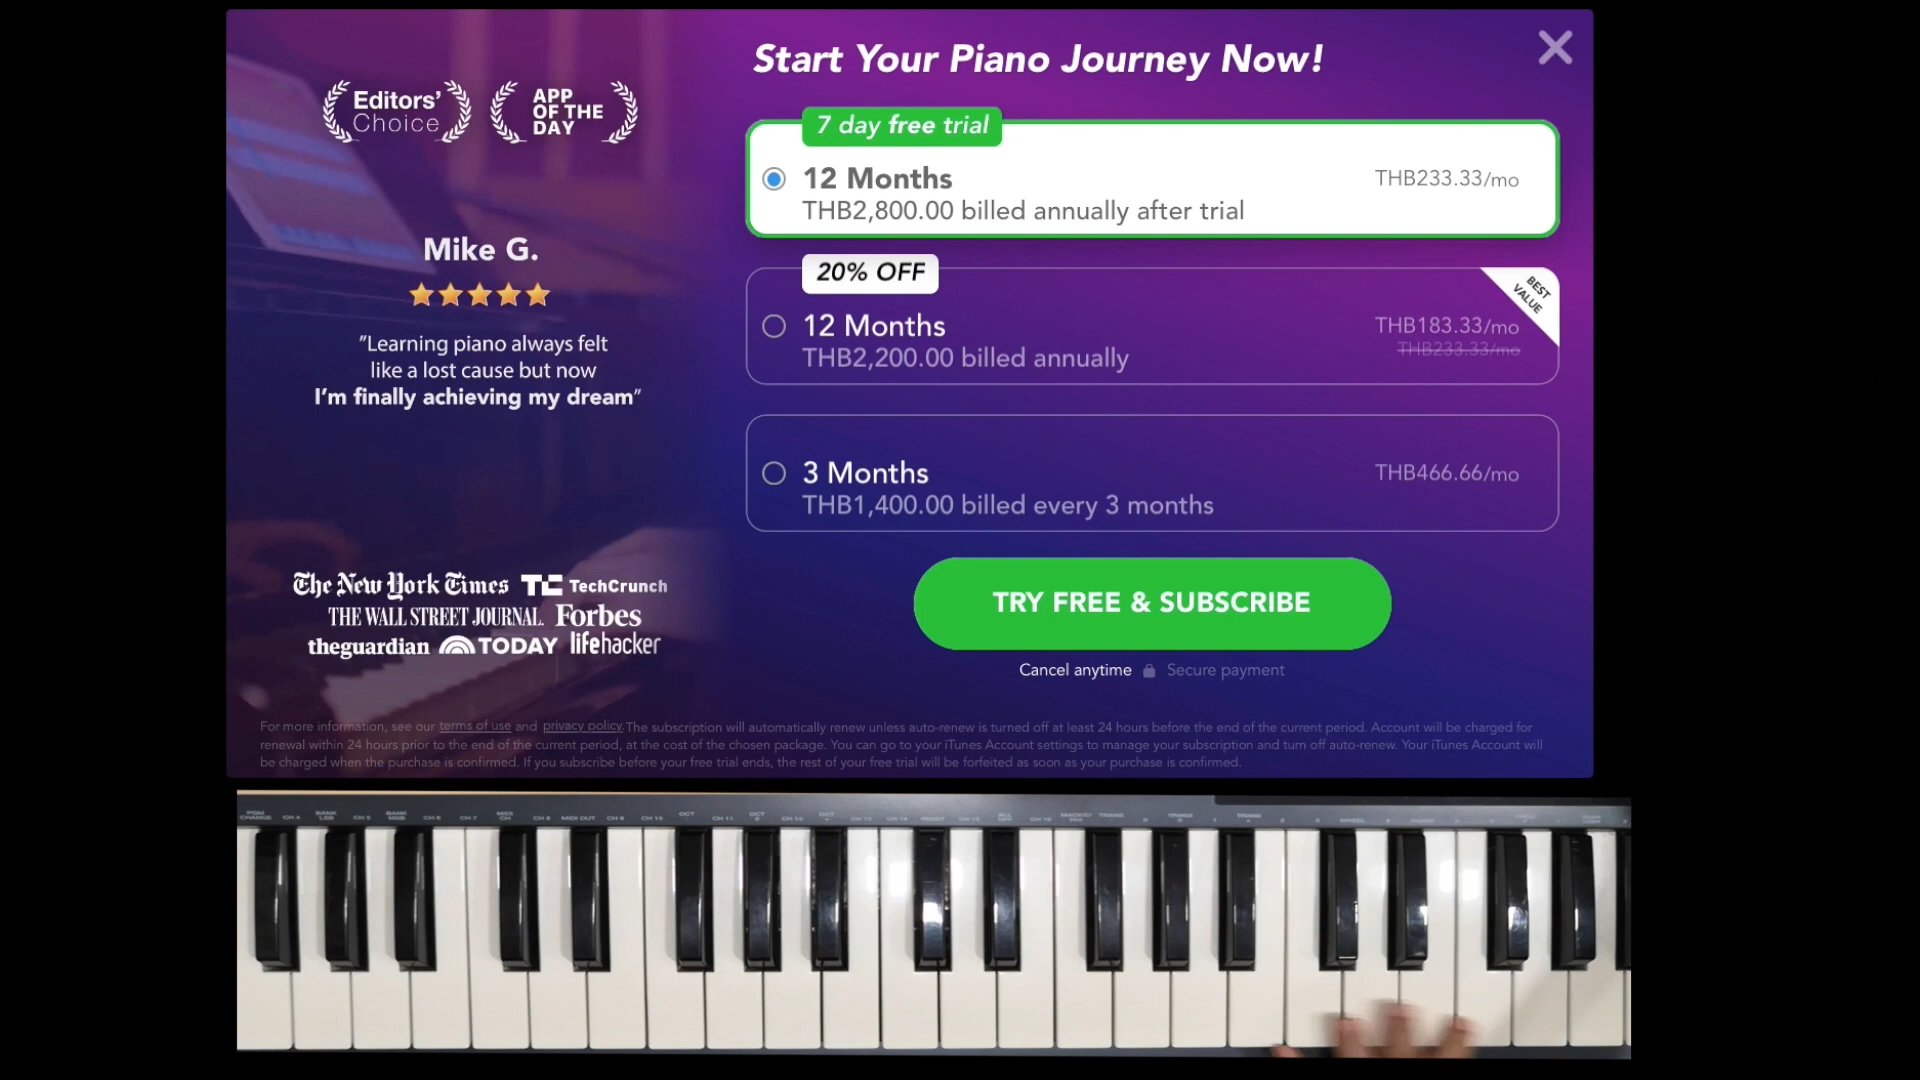 Editors'
Choice
APP
OF THE
DAY
Mike G.
"Learning piano always felt
like a lost cause but now
I'm finally achieving my dream"
The New York Times TC TechCrunch
THE WALL STREET JOURNAL. Forbes
theguardian TODAY lifehacker
Start Your Piano Journey Now!
7 day free trial
12 Months
THB233.33/mo
THB2,800.00 billed annually after trial
20% OFF
BEST
VALUE
12 Months
THB183.33/mo
THB233.33/mo
THB2,200.00 billed annually
3 Months
THB466.66/mo
THB1,400.00 billed every 3 months
TRY FREE & SUBSCRIBE
Cancel anytime Secure payment
For more information, see our terms of use and privacy policy. The subscription will automatically renew unless auto-renew is turned off at least 24 hours before the end of the current period. Account will be charged for
renewal within 24 hours prior to the end of the current period, at the cost of the chosen package. You can go to your iTunes Account settings to manage your subscription and turn off auto-renew. Your iTunes Account will
be charged when the purchase is confirmed. If you subscribe before your free trial ends, the rest of your free trial will be forfeited as soon as your purchase is confirmed.